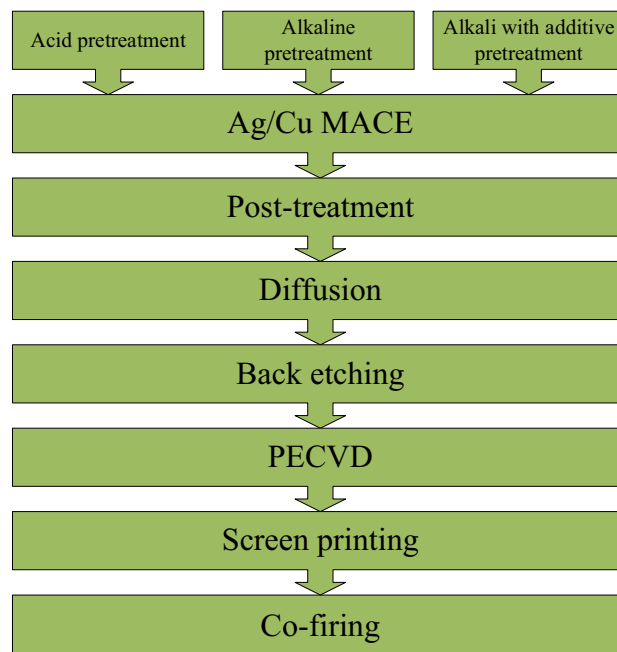 Acid pretreatment
Alkaline
pretreatment
Alkali with additive
pretreatment
Ag/Cu MACE
Post-treatment
Diffusion
Back etching
PECVD
Screen printing
Co-firing